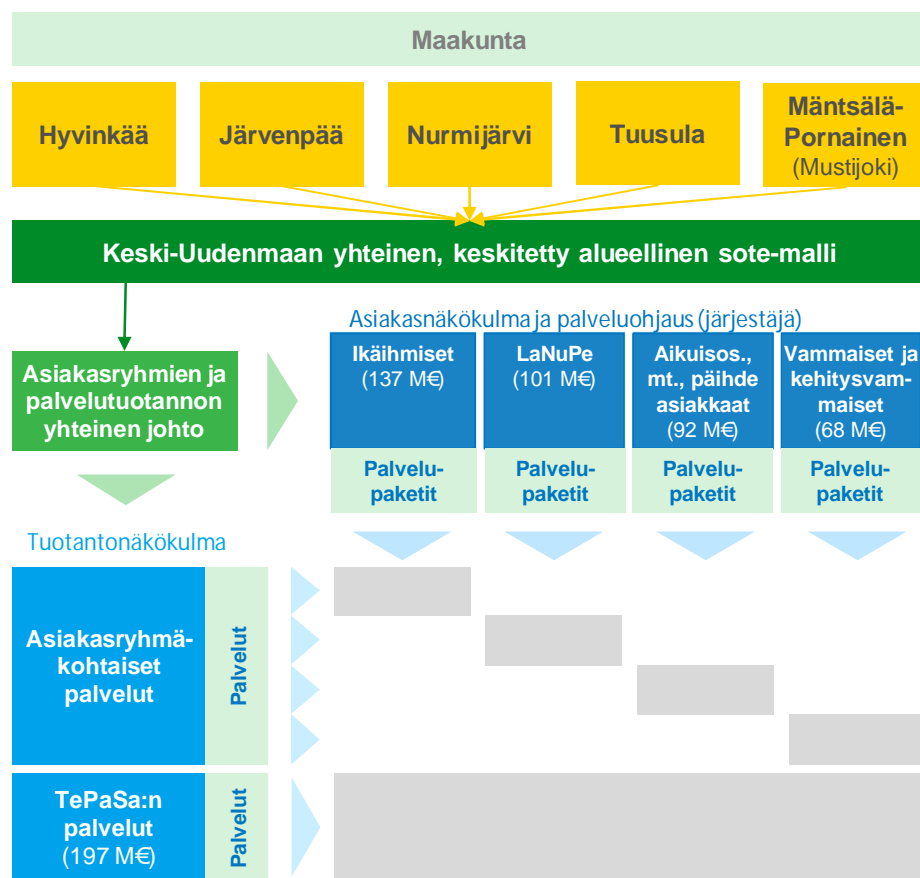 Maakunta
Hyvinkää
Järvenpää
Nurmijärvi
Tuusula
Mäntsälä-
Pornainen
(Mustijoki)
Keski-Uudenmaan yhteinen, keskitetty alueellinen sote-malli
Asiakasnäkökulma ja palveluohjaus (järjestäjä)
Asiakasryhmien ja
palvelutuotannon
yhteinen johto
Ikäihmiset
(137 M€)
LaNuPe
(101 M€)
Aikuisos.,
mt., päihde
asiakkaat
(92 M€)
Vammaiset ja
kehitysvam-
maiset
(68 M€)
Palvelu-
paketit
Palvelu-
paketit
Palvelu-
paketit
Palvelu-
paketit
Tuotantonäkökulma
Asiakasryhmä-
kohtaiset
palvelut
Palvelut
TePaSa:n
palvelut
(197 M€)
Palvelut